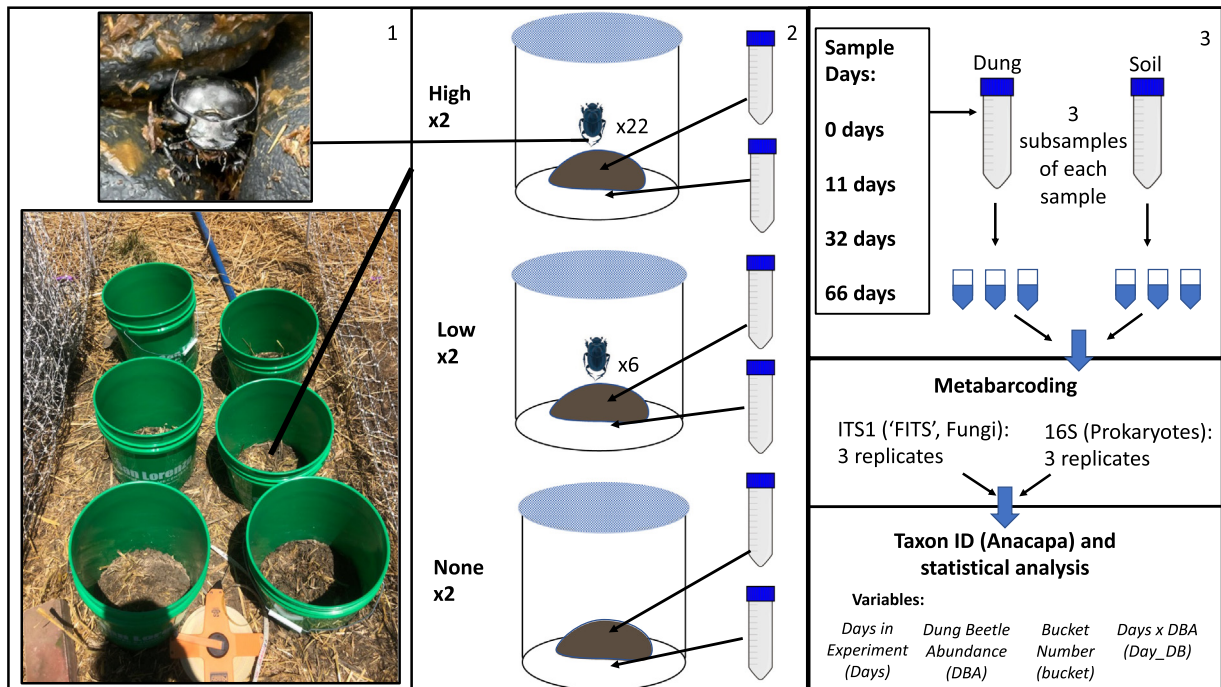 1
San Lorenzo
2
High
x2
x22
Low
x2
x6
None
x2
3
Sample
Days:
0 days
11 days
32 days
66 days
Dung
Soil
3
subsamples
of each
sample
Metabarcoding
ITS1 (‘FITS’, Fungi):
3 replicates
16S (Prokaryotes):
3 replicates
Taxon ID (Anacapa) and
statistical analysis
Variables:
Days in
Experiment
(Days)
Dung Beetle
Abundance
(DBA)
Bucket
Number
(bucket)
Days x DBA
(Day_DB)